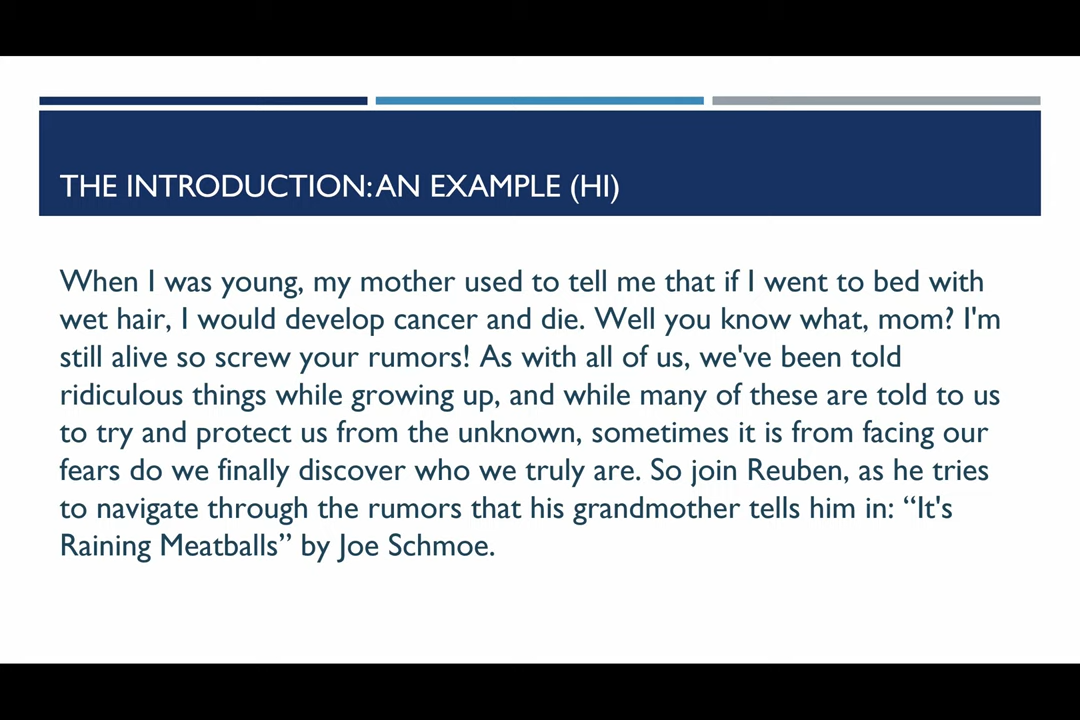 THE INTRODUCTION: AN EXAMPLE (HI)
When I was young, my mother used to tell me that if I went to bed with
wet hair, I would develop cancer and die. Well you know what, mom? I'm
still alive so screw your rumors! As with all of us, we've been told
ridiculous things while growing up, and while many of these are told to us
to try and protect us from the unknown, sometimes it is from facing our
fears do we finally discover who we truly are. So join Reuben, as he tries
to navigate through the rumors that his grandmother tells him in: “It's
Raining Meatballs” by Joe Schmoe.